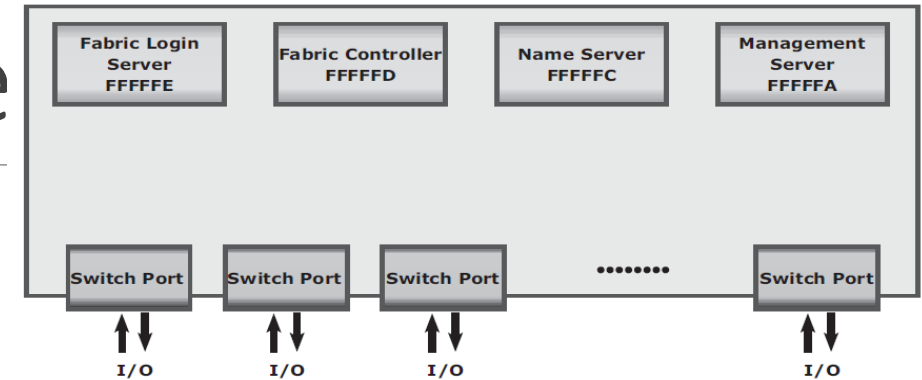 Fabric Login
Server
FFFFFE
Fabric Controller
FFFFFD
Name Server
FFFFFC
Management
Server
FFFFFA
Switch Port
Switch Port
Switch Port
........
Switch Port
I/O
I/O
I/O
I/O